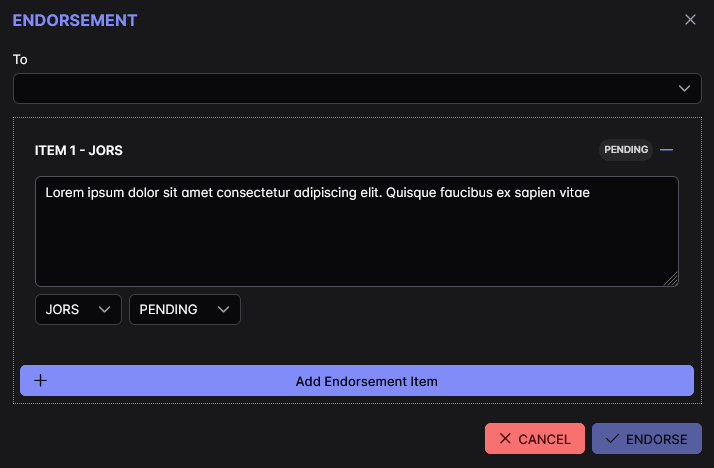 ENDORSEMENT
To
ITEM 1 - JORS
PENDING
Lorem ipsum dolor sit amet consectetur adipiscing elit. Quisque faucibus ex sapien vitae
JORS
PENDING
Add Endorsement Item
CANCEL
ENDORSE